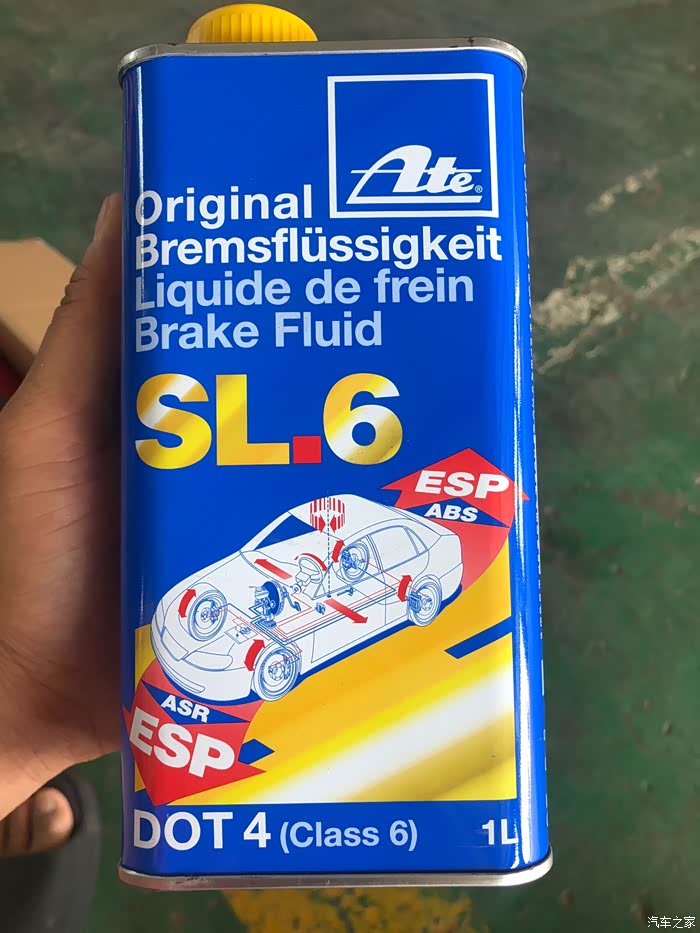 Ate®
Original
Bremsflüssigkeit
Liquide de frein
Brake Fluid
SL.6
ESP
ABS
ASR
ESP
DOT 4 (Class 6) 1L
汽车之家